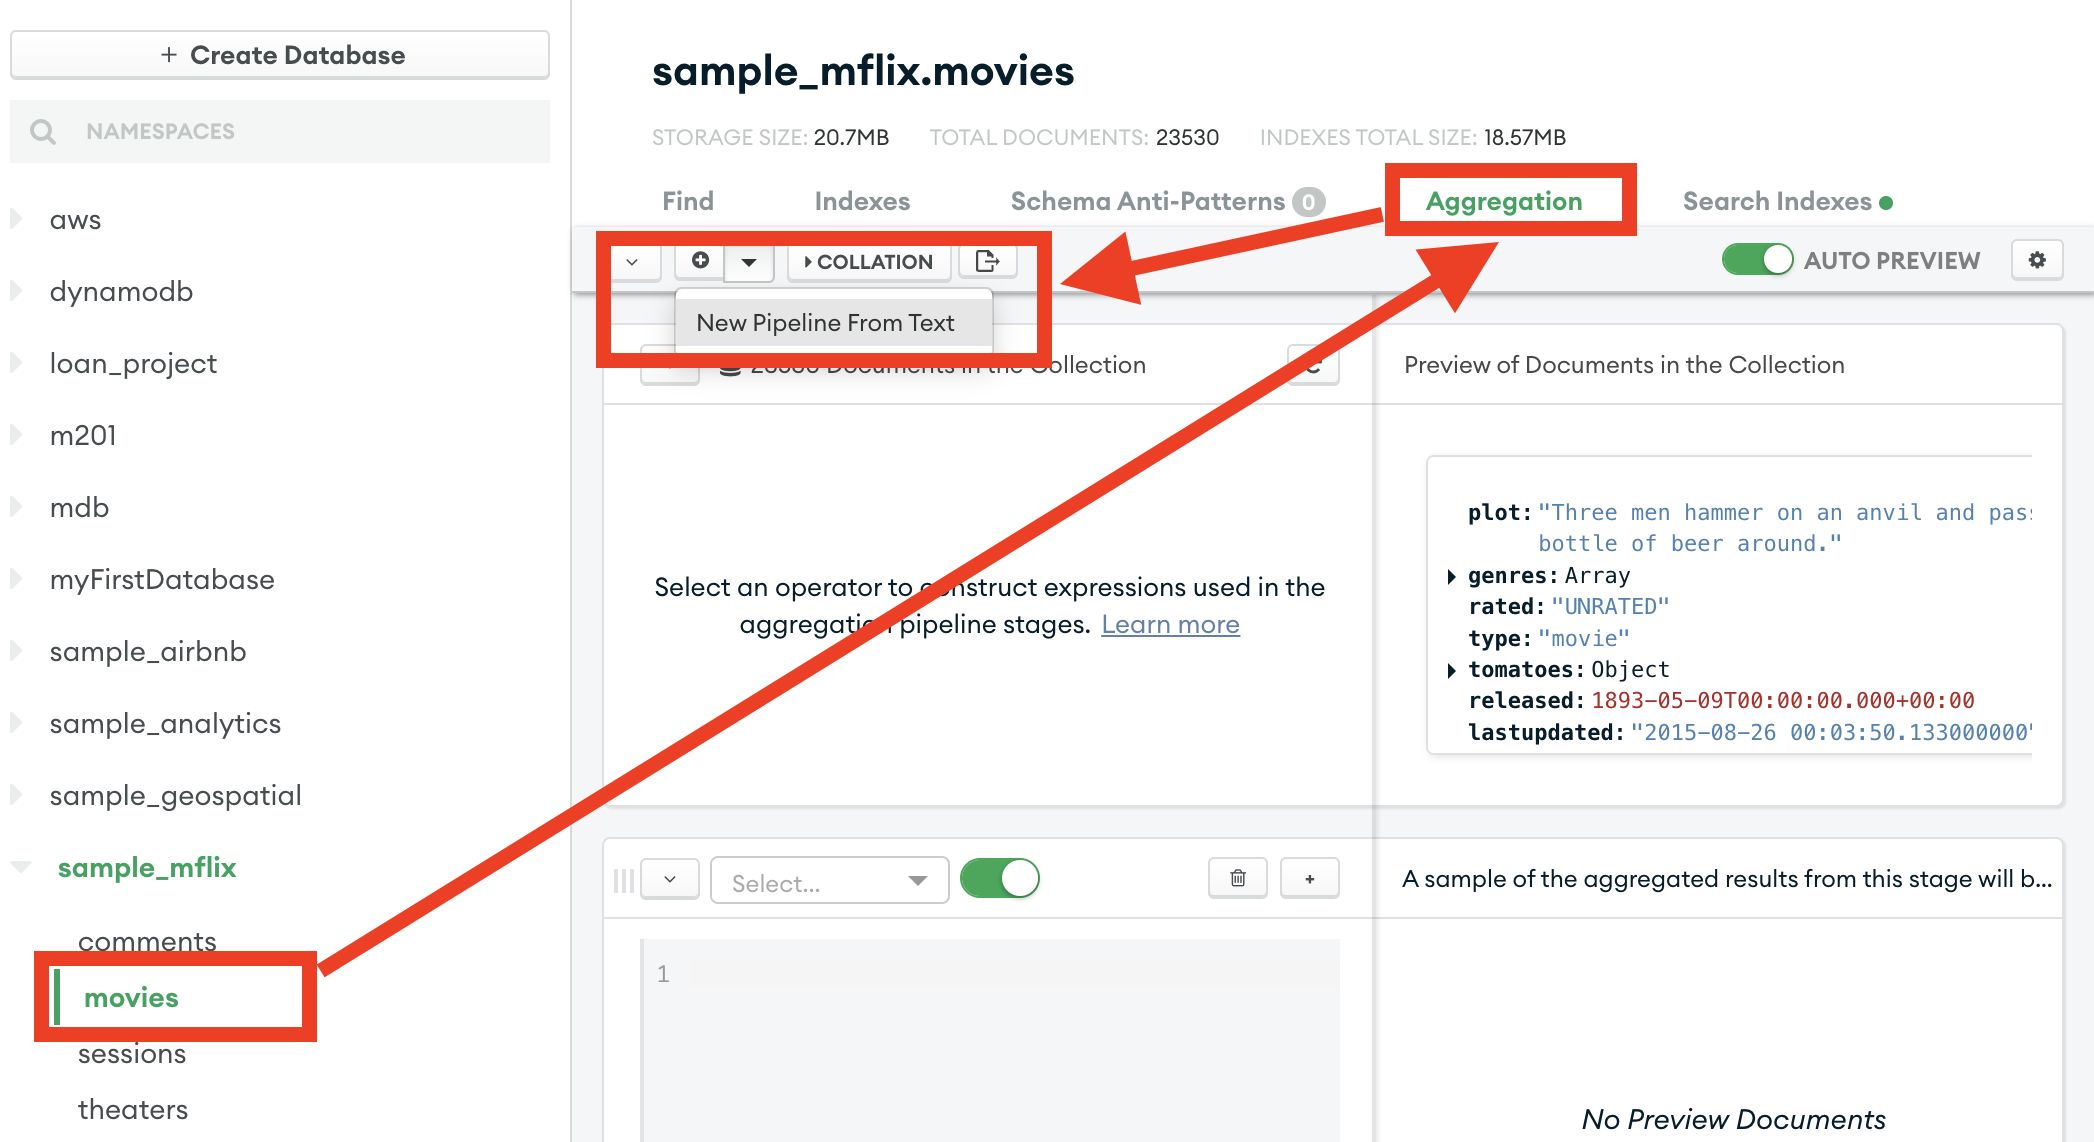 + Create Database
NAMESPACES
aws
dynamodb
loan_project
m201
mdb
myFirstDatabase
sample_airbnb
sample_analytics
sample_geospatial
sample_mflix
comments
movies
sessions
theaters
sample_mflix.movies
STORAGE SIZE: 20.7MB TOTAL DOCUMENTS: 23530 INDEXES TOTAL SIZE: 18.57MB
Find Indexes Schema Anti-Patterns 0 Aggregation Search Indexes
COLLATION AUTO PREVIEW
New Pipeline From Text
23530 Documents in the Collection
Preview of Documents in the Collection
Select an operator to construct expressions used in the
aggregation pipeline stages. Learn more
plot: "Three men hammer on an anvil and pas
bottle of beer around."
genres: Array
rated: "UNRATED"
type: "movie"
tomatoes: Object
released: 1893-05-09T00:00:00.000+00:00
lastupdated: "2015-08-26 00:03:50.133000000"
Select...
+
A sample of the aggregated results from this stage will b...
1
No Preview Documents